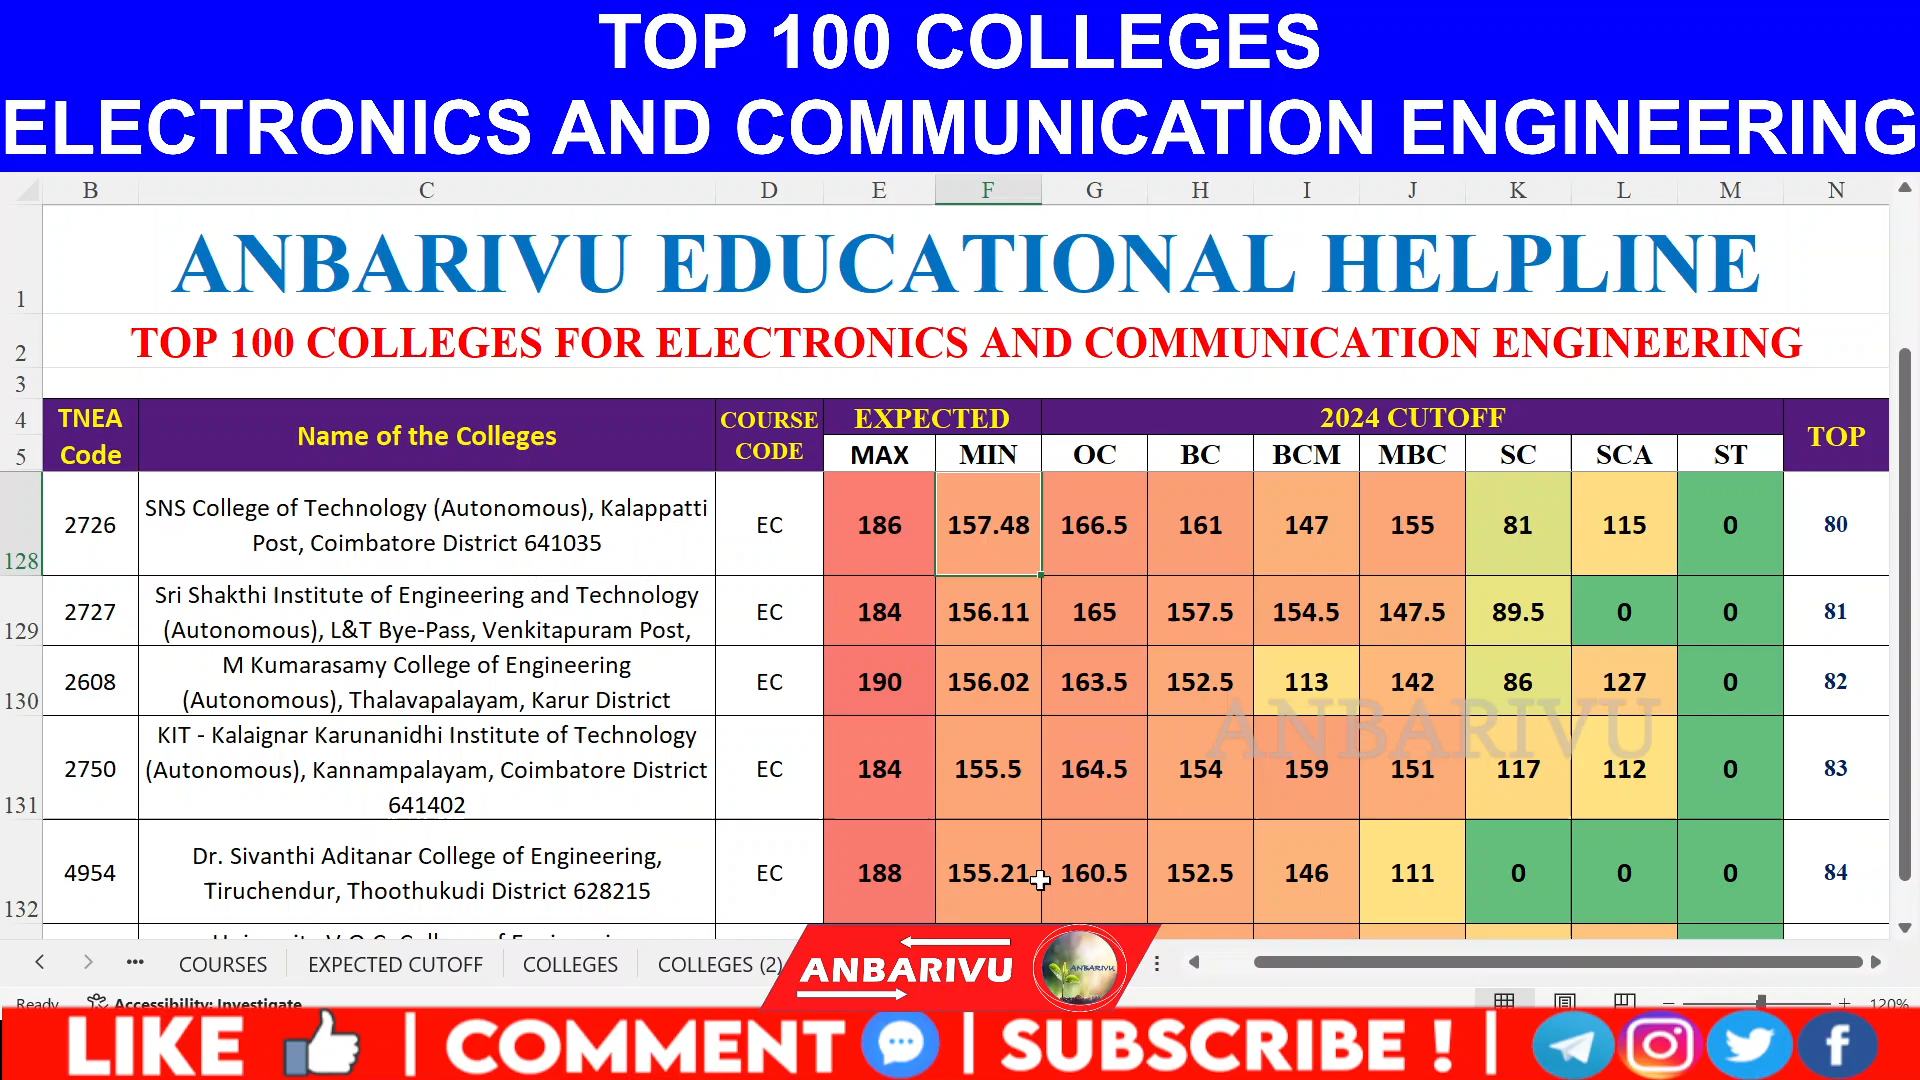 TOP 100 COLLEGES
ELECTRONICS AND COMMUNICATION ENGINEERING
B C D E F G H I J K L M N
1 ANBARIVU EDUCATIONAL HELPLINE
2 TOP 100 COLLEGES FOR ELECTRONICS AND COMMUNICATION ENGINEERING
3
4 TNEA Code Name of the Colleges COURSE CODE EXPECTED 2024 CUTOFF TOP
5 MAX MIN OC BC BCM MBC SC SCA ST
128 2726 SNS College of Technology (Autonomous), Kalappatti
Post, Coimbatore District 641035 EC 186 157.48 166.5 161 147 155 81 115 0 80
129 2727 Sri Shakthi Institute of Engineering and Technology
(Autonomous), L&T Bye-Pass, Venkitapuram Post, EC 184 156.11 165 157.5 154.5 147.5 89.5 0 0 81
130 2608 M Kumarasamy College of Engineering
(Autonomous), Thalavapalayam, Karur District EC 190 156.02 163.5 152.5 113 142 86 127 0 82
ANBARIVU
131 2750 KIT - Kalaignar Karunanidhi Institute of Technology
(Autonomous), Kannampalayam, Coimbatore District
641402 EC 184 155.5 164.5 154 159 151 117 112 0 83
132 4954 Dr. Sivanthi Aditanar College of Engineering,
Tiruchendur, Thoothukudi District 628215 EC 188 155.21 160.5 152.5 146 111 0 0 0 84
COURSES EXPECTED CUTOFF COLLEGES COLLEGES (2)
ANBARIVU
ANBARIVU
Ready Accessibility: Investigate 120%
LIKE | COMMENT | SUBSCRIBE ! |